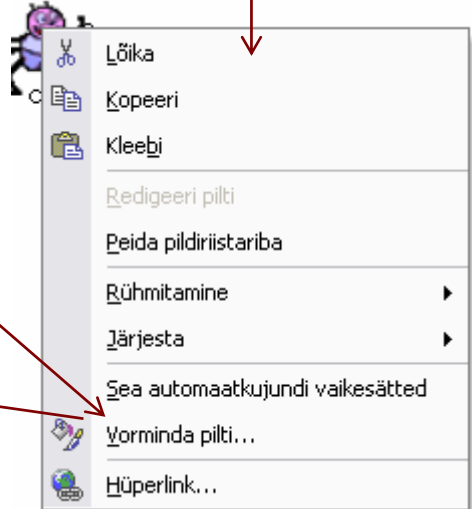 Lõika
Kopeeri
Kleebi
Redigeeri pilti
Peida pildiriistariba
Rühmitamine
Järjesta
Sea automaatkujundi vaikesätted
Vorminda pilti...
Hüperlink...